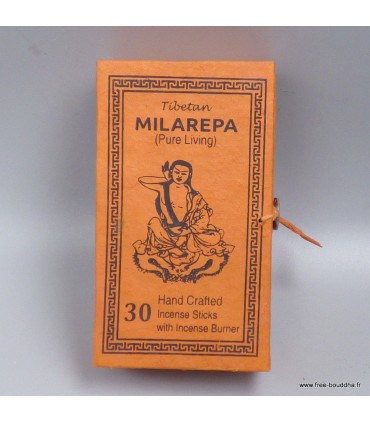 Tibetan
MILAREPA
(Pure Living)
30
Hand Crafted
Incense Sticks
with Incense Burner
www.free-bouddha.fr